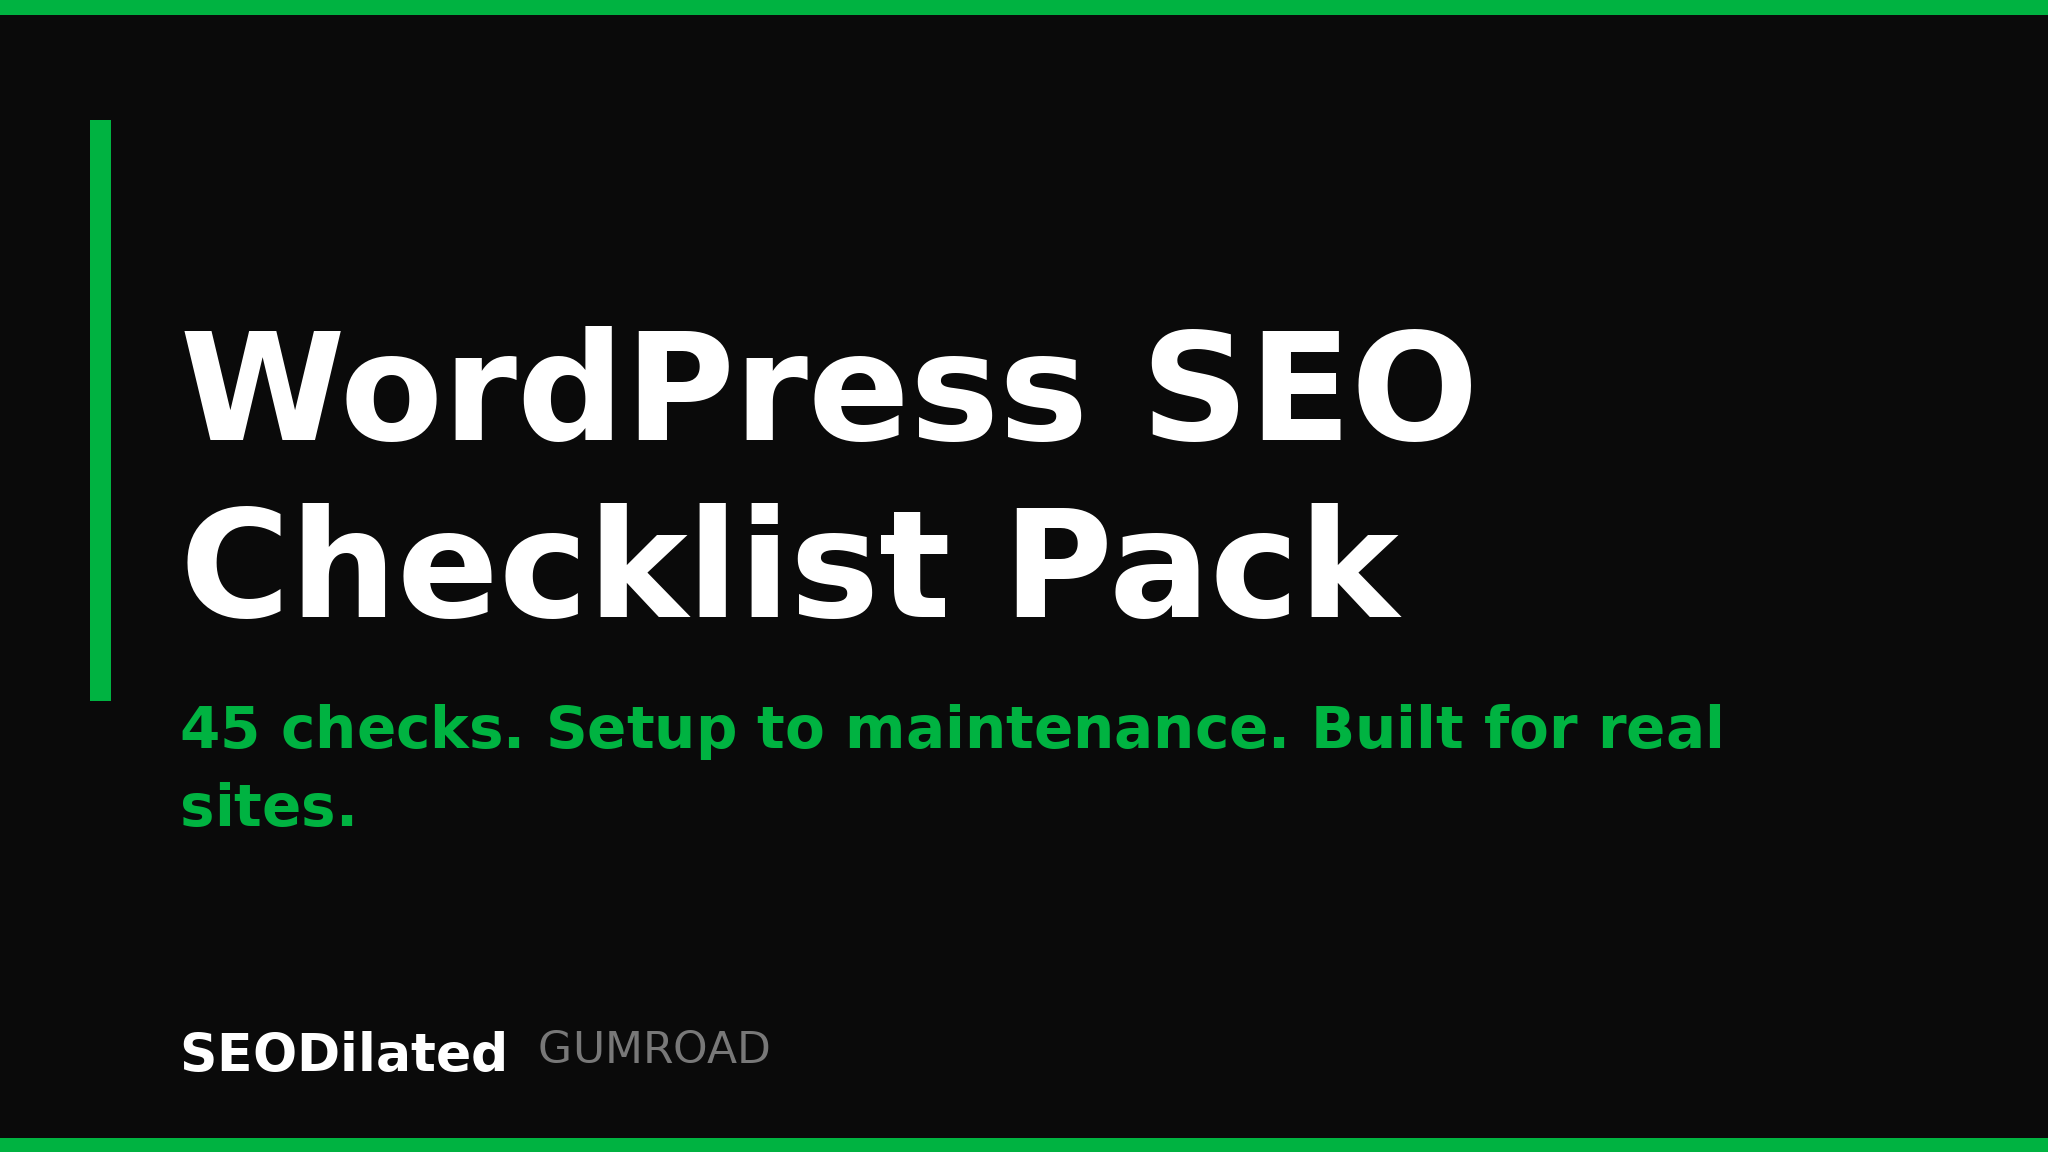 WordPress SEO
Checklist Pack
45 checks. Setup to maintenance. Built for real
sites.
SEODilated GUMROAD